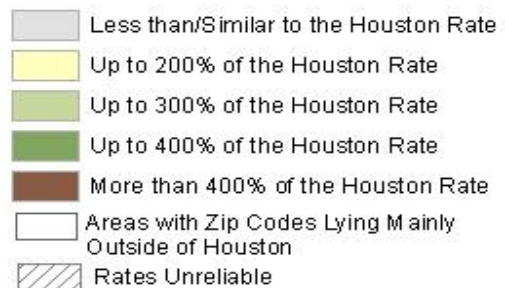 Less than/Similar to the Houston Rate
Up to 200% of the Houston Rate
Up to 300% of the Houston Rate
Up to 400% of the Houston Rate
More than 400% of the Houston Rate
Areas with Zip Codes Lying Mainly
Outside of Houston
Rates Unreliable